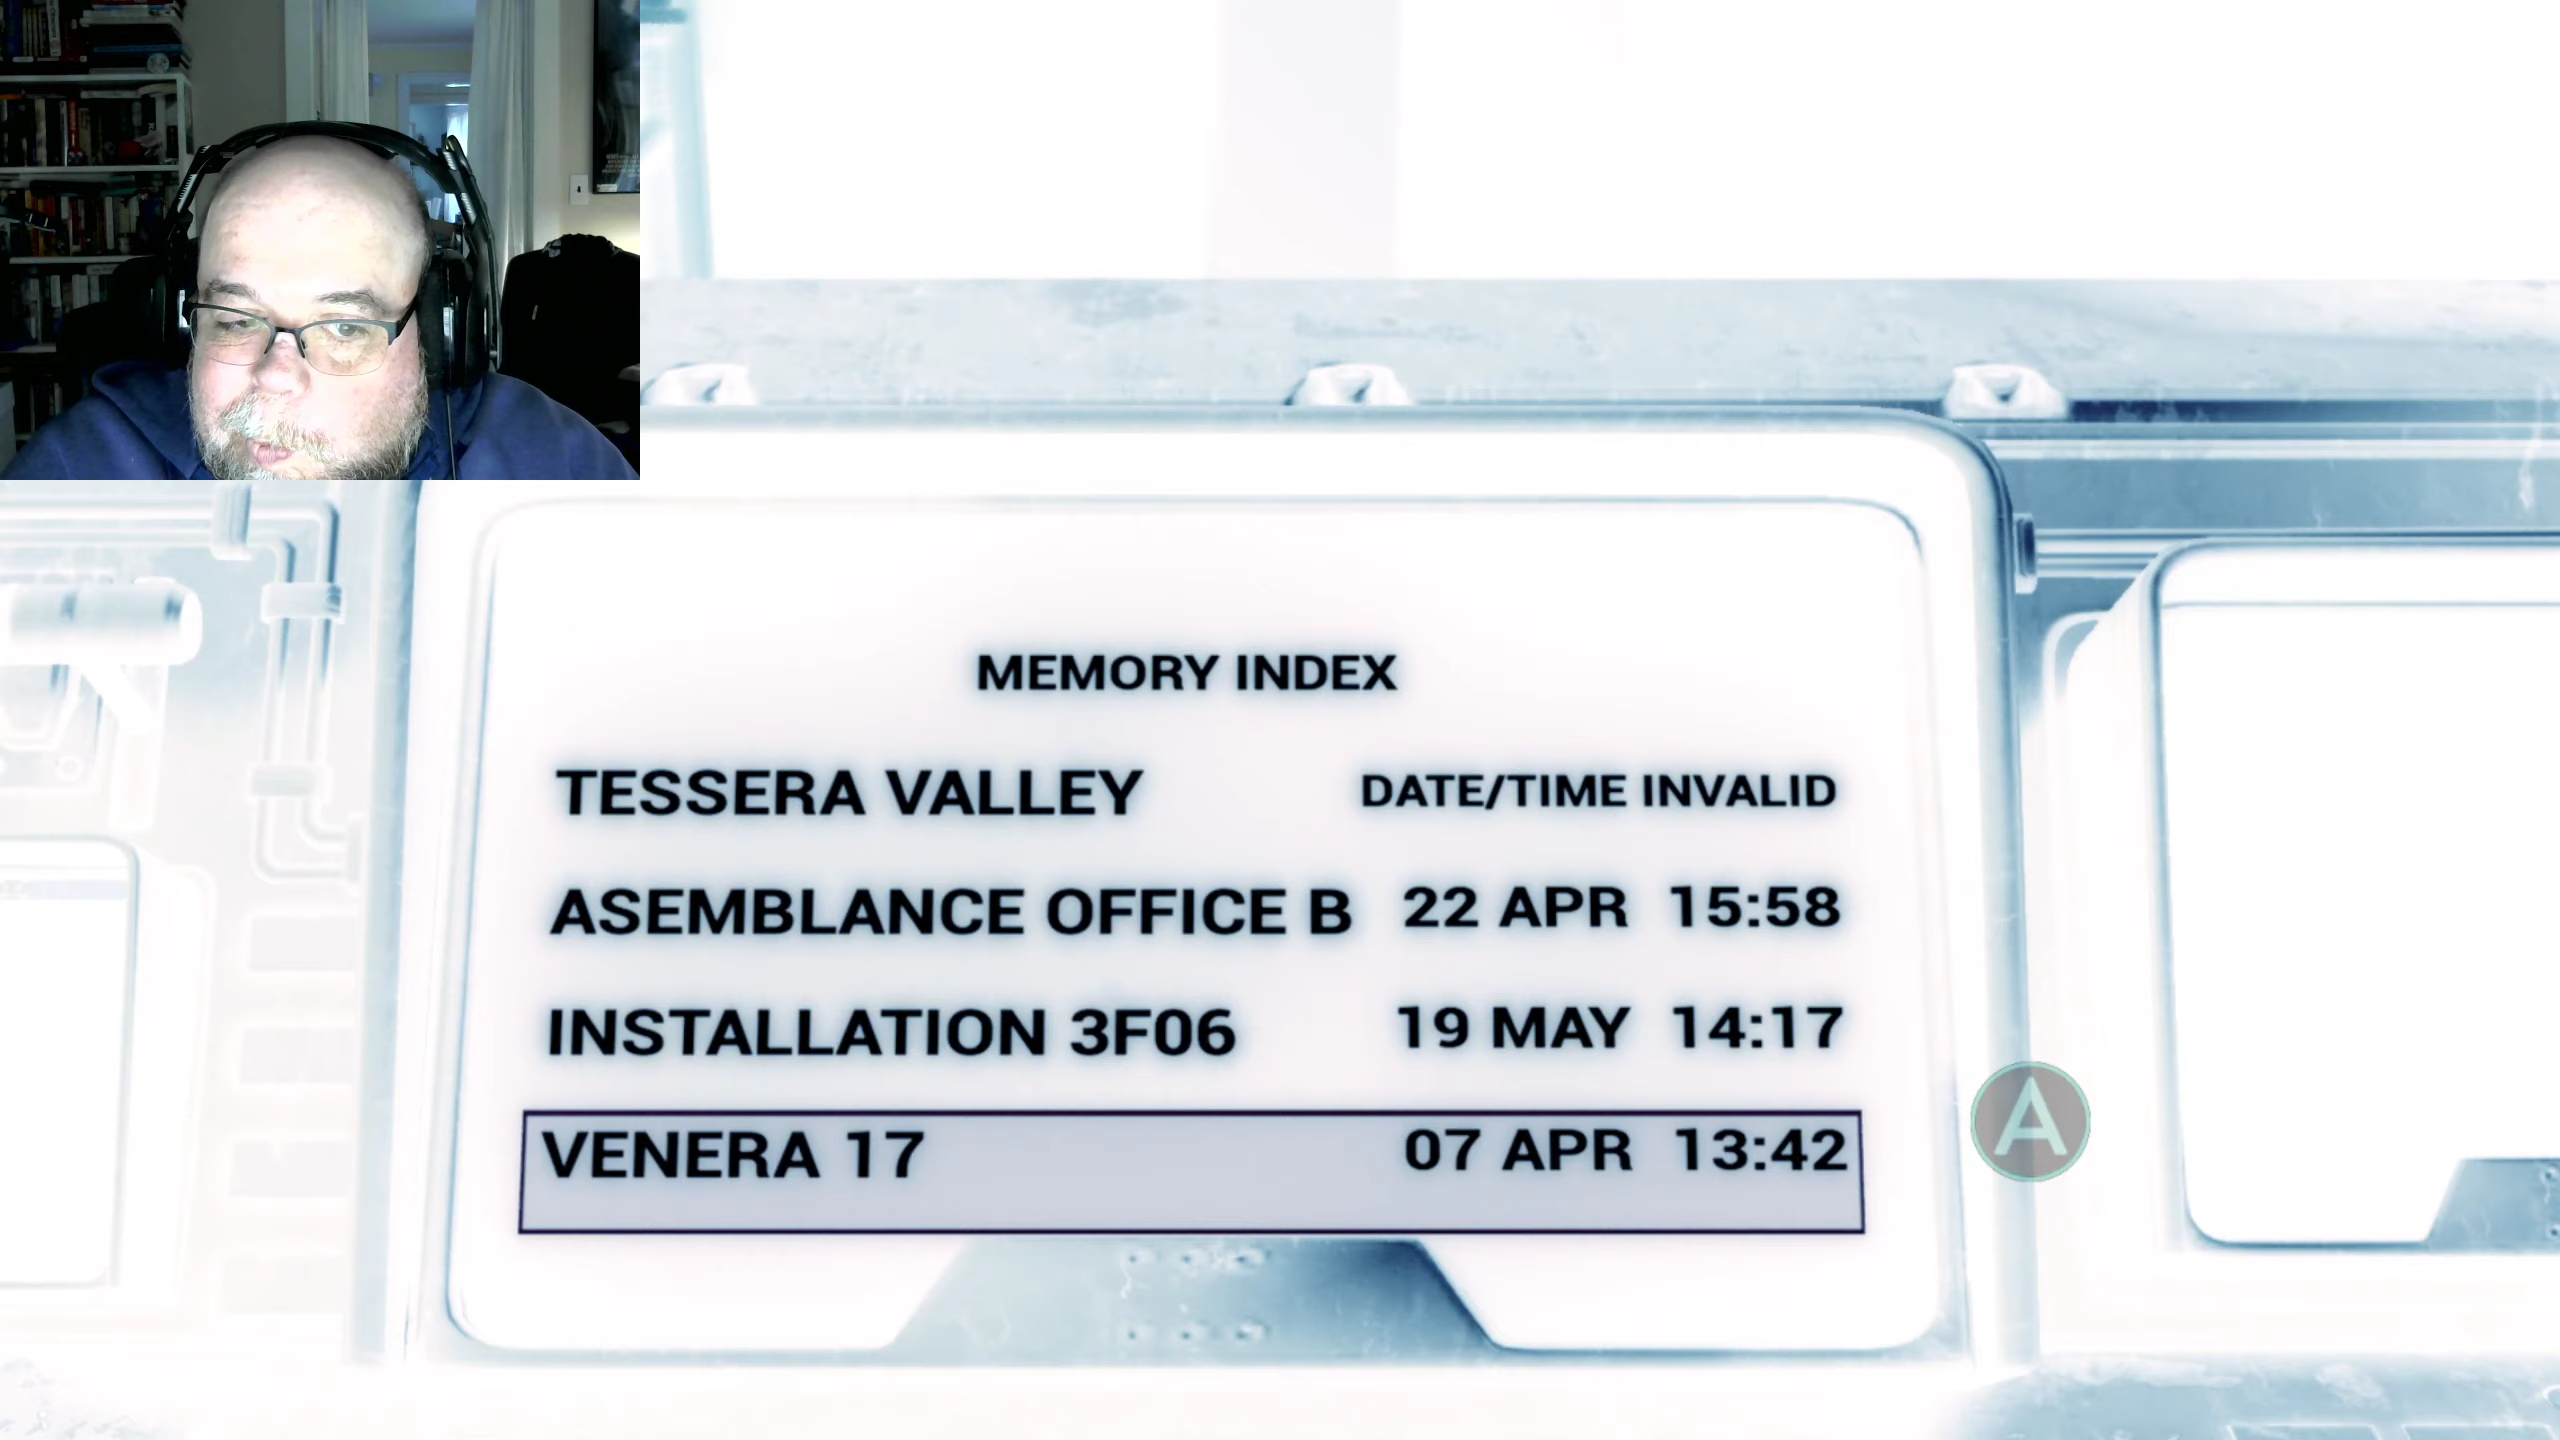 MEMORY INDEX
TESSERA VALLEY DATE/TIME INVALID
ASEMBLANCE OFFICE B 22 APR 15:58
INSTALLATION 3F06 19 MAY 14:17
VENERA 17 07 APR 13:42
A